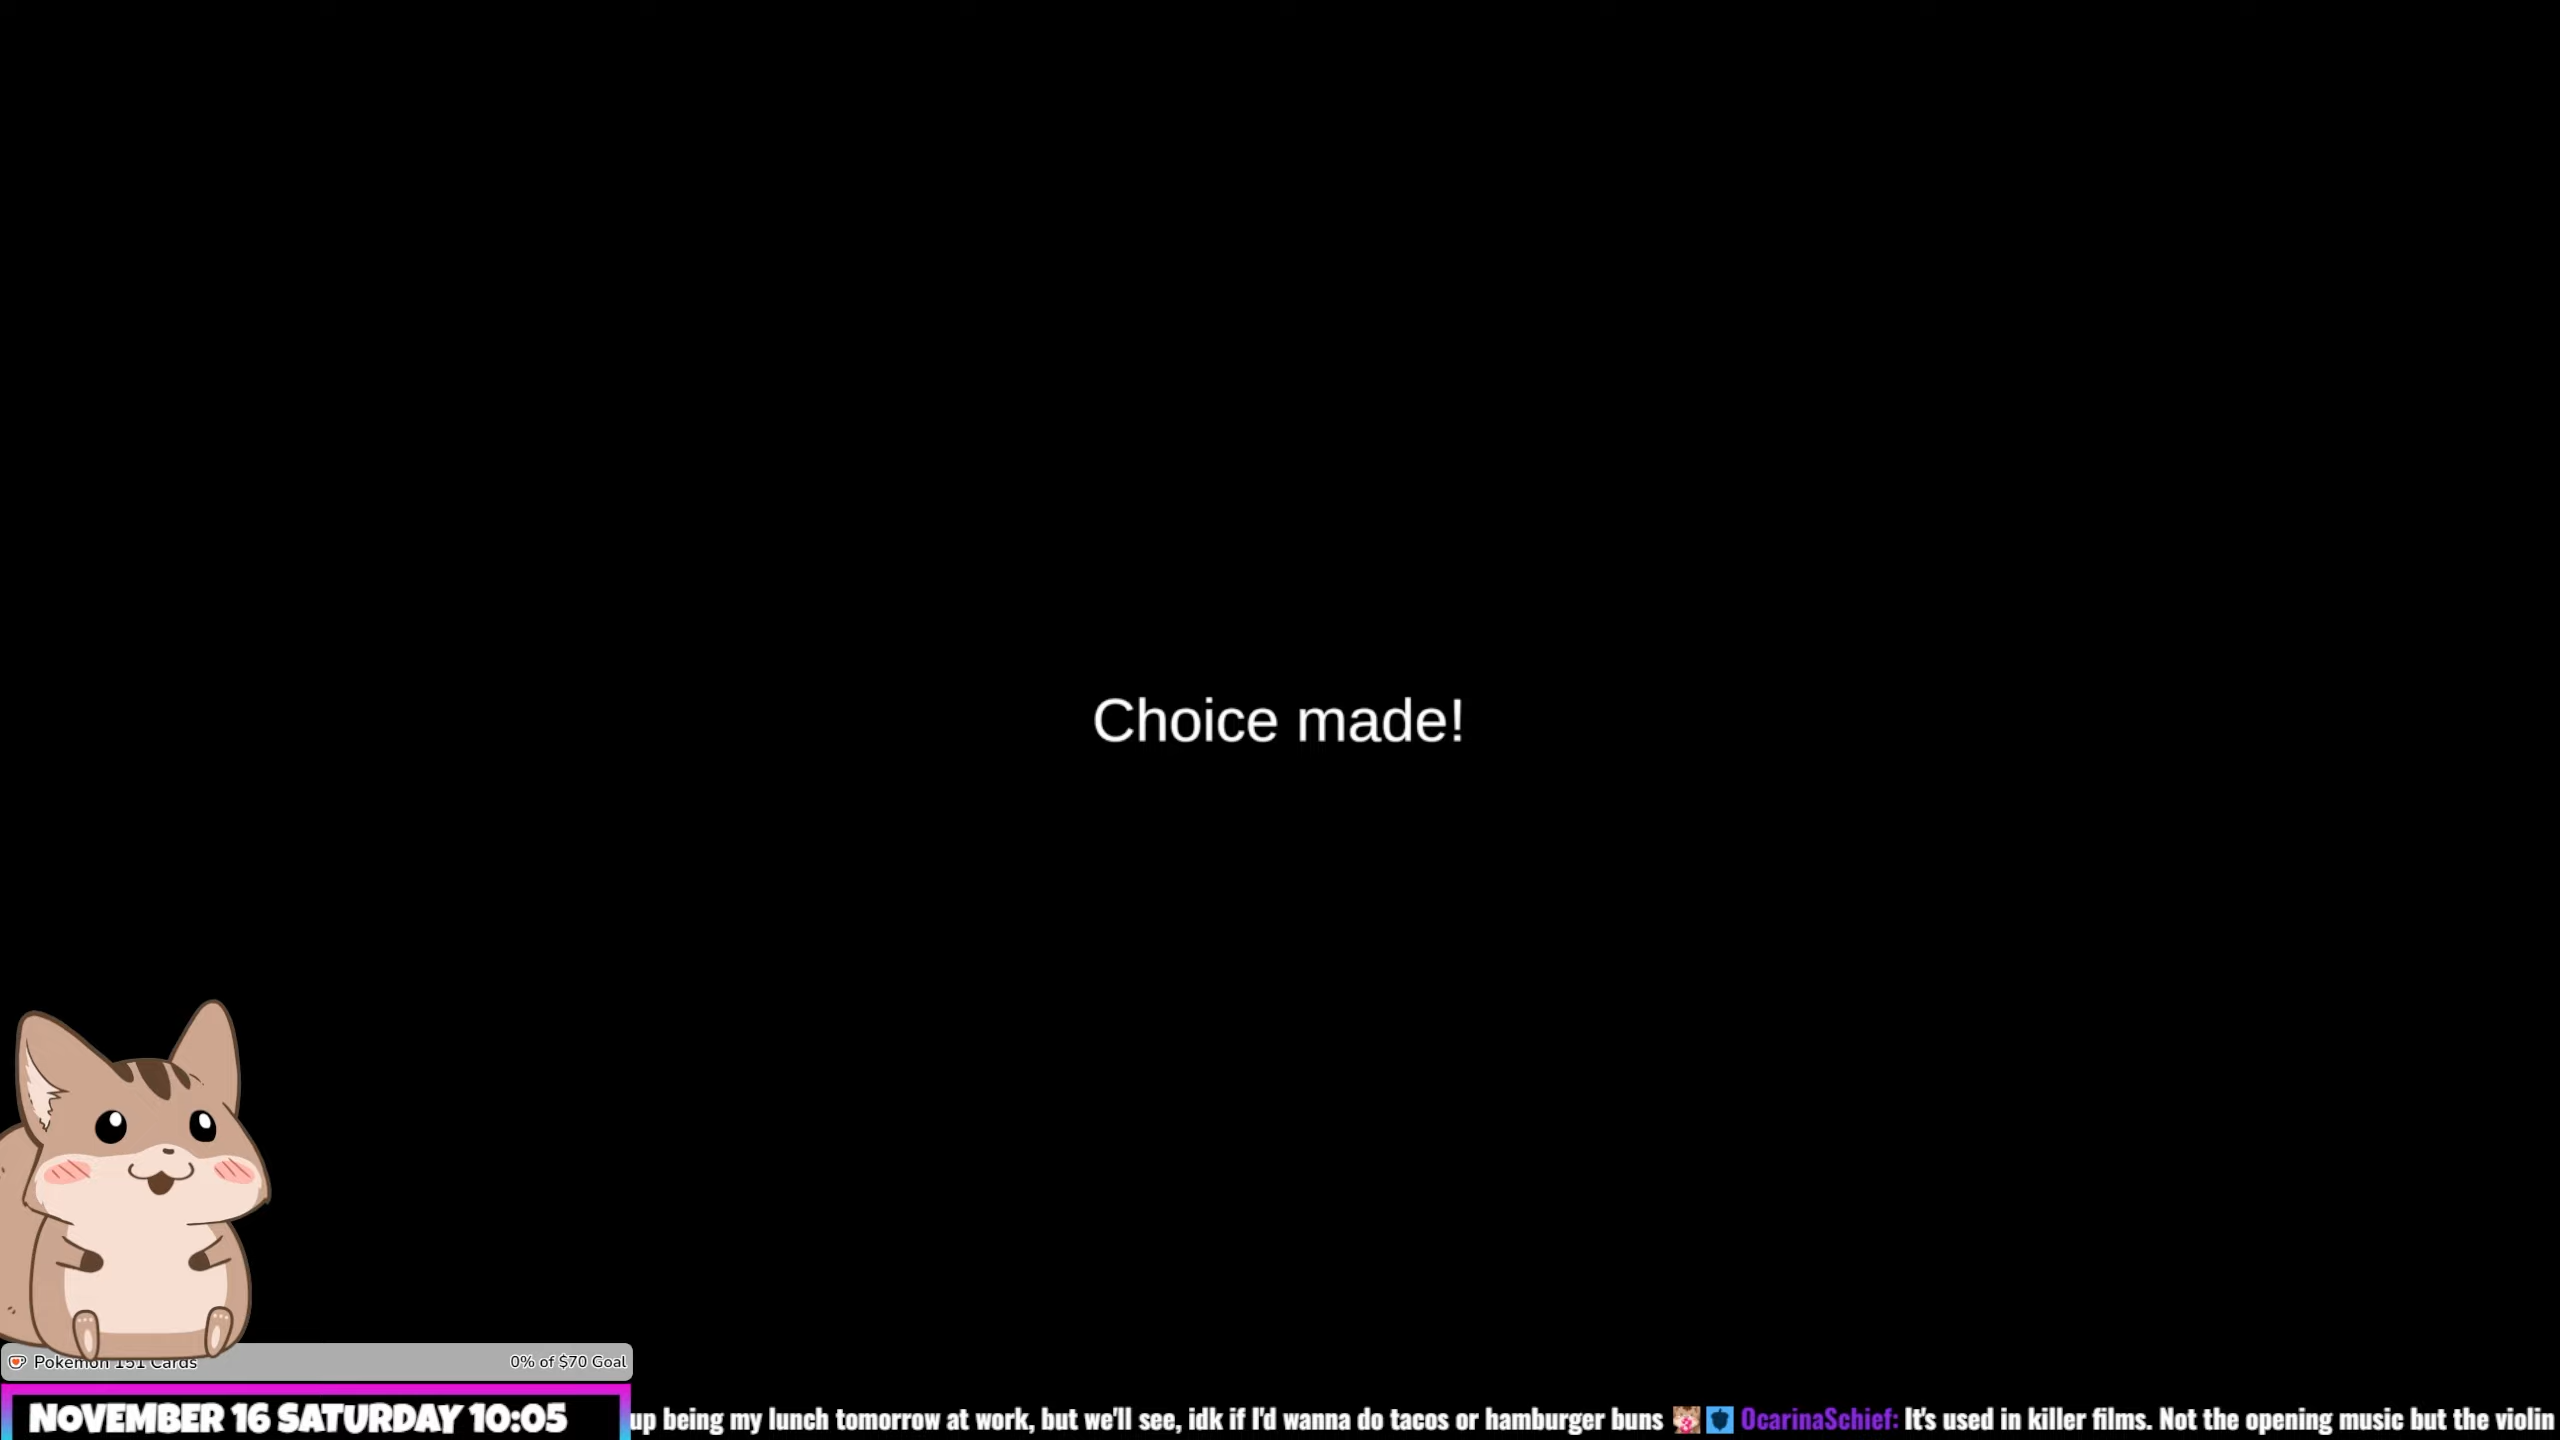 Choice made!
Pokemon 151 Cards
0% of $70 Goal
NOVEMBER 16 SATURDAY 10:05
up being my lunch tomorrow at work, but we'll see, idk if I'd wanna do tacos or hamburger buns OcarinaSchief: It's used in killer films. Not the opening music but the violin